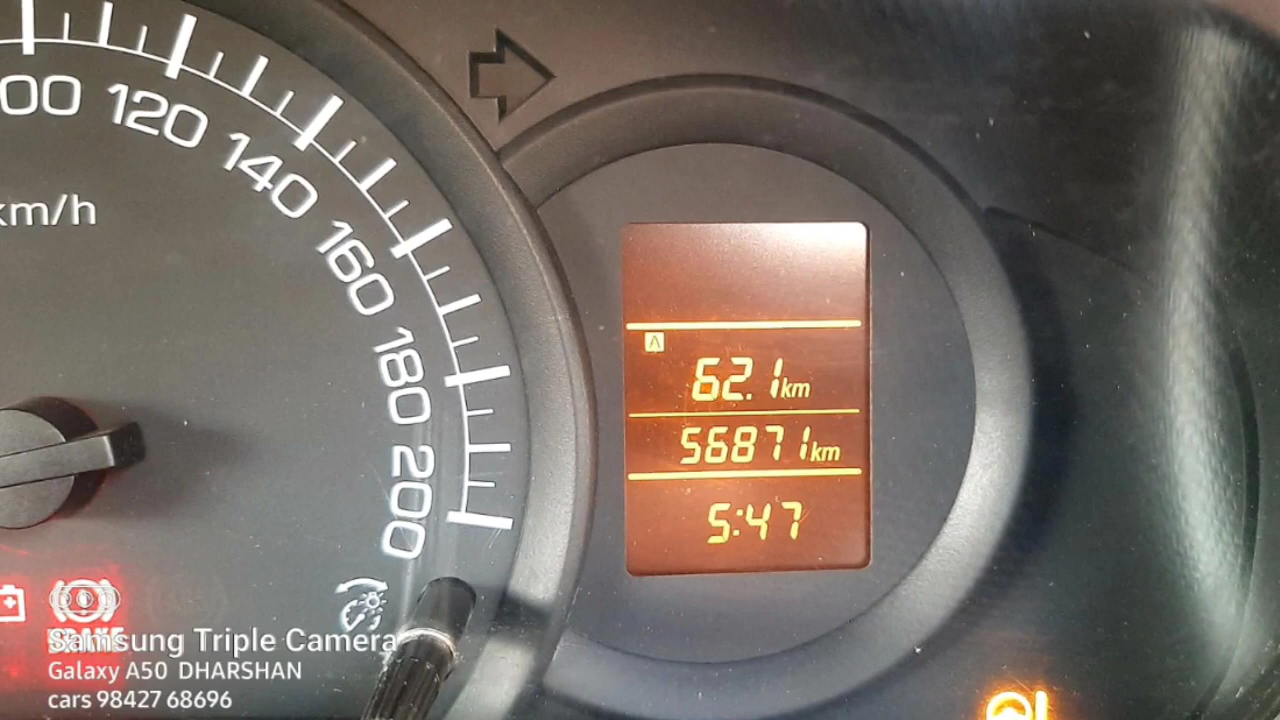 120
140
km/h
160
180
200
A
62.1km
56871km
5:47
BRAKE
Samsung Triple Camera
Galaxy A50 DHARSHAN
cars 98427 68696